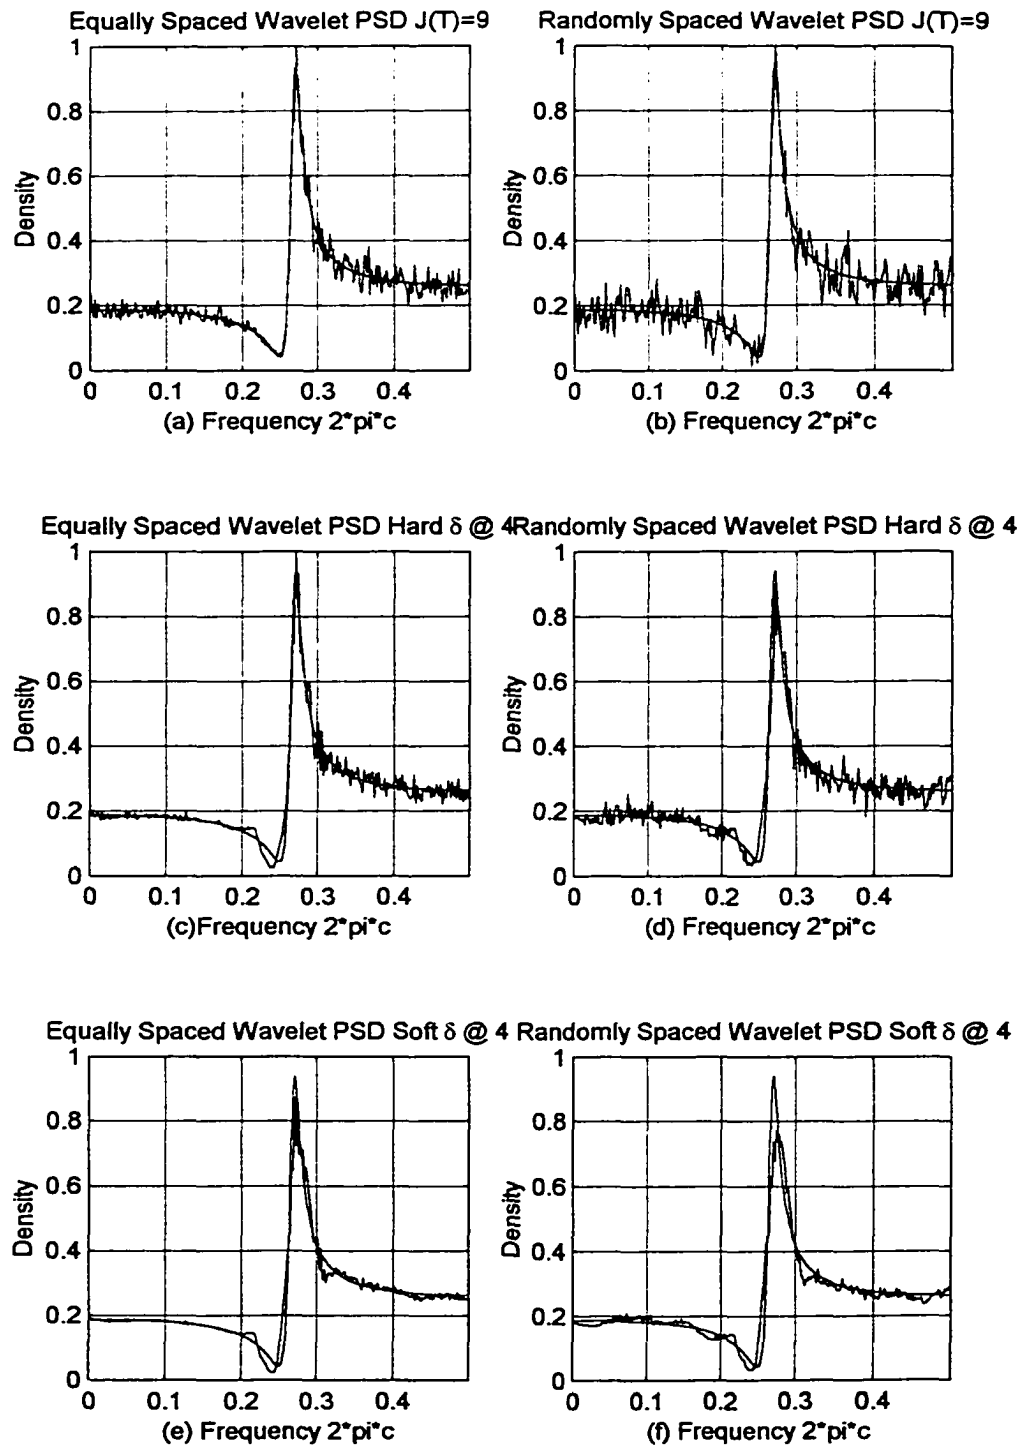 Equally Spaced Wavelet PSD J(T)=9
1
0.8
0.6
0.4
0.2
0
Density
0 0.1 0.2 0.3 0.4
(a) Frequency 2*pi*c
Randomly Spaced Wavelet PSD J(T)=9
1
0.8
0.6
0.4
0.2
0
Density
0 0.1 0.2 0.3 0.4
(b) Frequency 2*pi*c
Equally Spaced Wavelet PSD Hard δ @ 4
1
0.8
0.6
0.4
0.2
0
Density
0 0.1 0.2 0.3 0.4
(c)Frequency 2*pi*c
Randomly Spaced Wavelet PSD Hard δ @ 4
1
0.8
0.6
0.4
0.2
0
Density
0 0.1 0.2 0.3 0.4
(d) Frequency 2*pi*c
Equally Spaced Wavelet PSD Soft δ @ 4
1
0.8
0.6
0.4
0.2
0
Density
0 0.1 0.2 0.3 0.4
(e) Frequency 2*pi*c
Randomly Spaced Wavelet PSD Soft δ @ 4
1
0.8
0.6
0.4
0.2
0
Density
0 0.1 0.2 0.3 0.4
(f) Frequency 2*pi*c